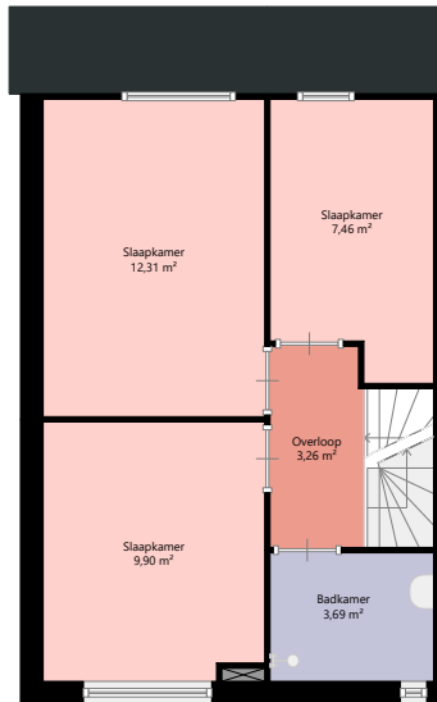 Slaapkamer
7,46 m²
Slaapkamer
12,31 m²
Overloop
3,26 m²
Slaapkamer
9,90 m²
Badkamer
3,69 m²